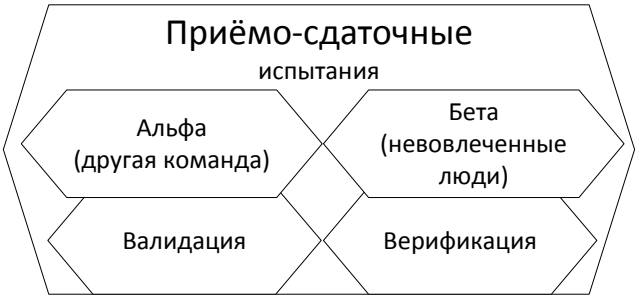 Приёмо-сдаточные
испытания
Альфа
(другая команда)
Бета
(невовлеченные
люди)
Валидация
Верификация